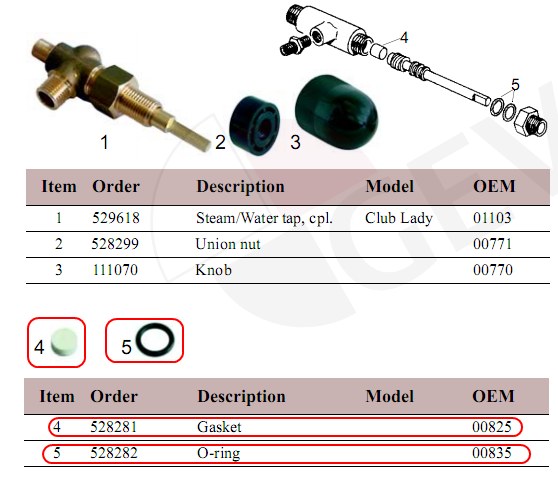 4
5
1
2
3
Item Order Description Model OEM
1 529618 Steam/Water tap, cpl. Club Lady 01103
2 528299 Union nut 00771
3 111070 Knob 00770
4
5
Item Order Description Model OEM
4 528281 Gasket 00825
5 528282 O-ring 00835